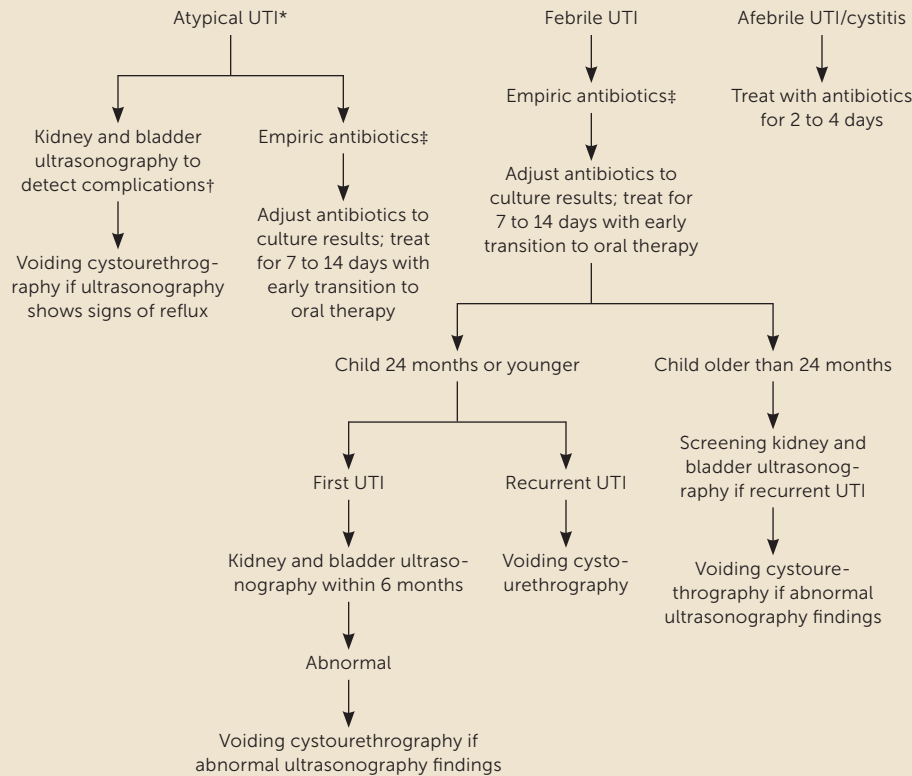 Atypical UTI*
Kidney and bladder
ultrasonography to
detect complications†
Voiding cystourethrog-
raphy if ultrasonography
shows signs of reflux
Empiric antibiotics‡
Adjust antibiotics to
culture results; treat
for 7 to 14 days with
early transition to
oral therapy
Febrile UTI
Empiric antibiotics‡
Adjust antibiotics to
culture results; treat for
7 to 14 days with early
transition to oral therapy
Child 24 months or younger
First UTI
Kidney and bladder ultraso-
nography within 6 months
Abnormal
Voiding cystourethrography if
abnormal ultrasonography findings
Recurrent UTI
Voiding cysto-
urethrography
Child older than 24 months
Screening kidney and
bladder ultrasonog-
raphy if recurrent UTI
Voiding cystoure-
thrography if abnormal
ultrasonography findings
Afebrile UTI/cystitis
Treat with antibiotics
for 2 to 4 days